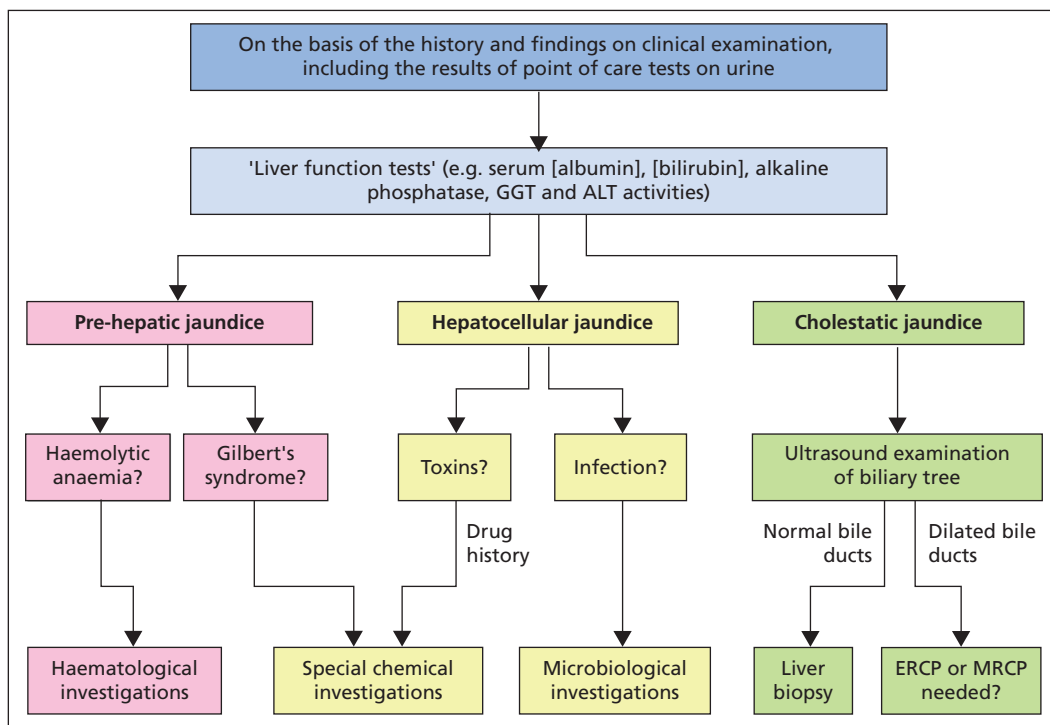 On the basis of the history and findings on clinical examination,
including the results of point of care tests on urine
'Liver function tests' (e.g. serum [albumin], [bilirubin], alkaline
phosphatase, GGT and ALT activities)
Pre-hepatic jaundice
Hepatocellular jaundice
Cholestatic jaundice
Haemolytic
anaemia?
Gilbert's
syndrome?
Toxins?
Infection?
Ultrasound examination
of biliary tree
Drug
history
Normal bile
ducts
Dilated bile
ducts
Haematological
investigations
Special chemical
investigations
Microbiological
investigations
Liver
biopsy
ERCP or MRCP
needed?